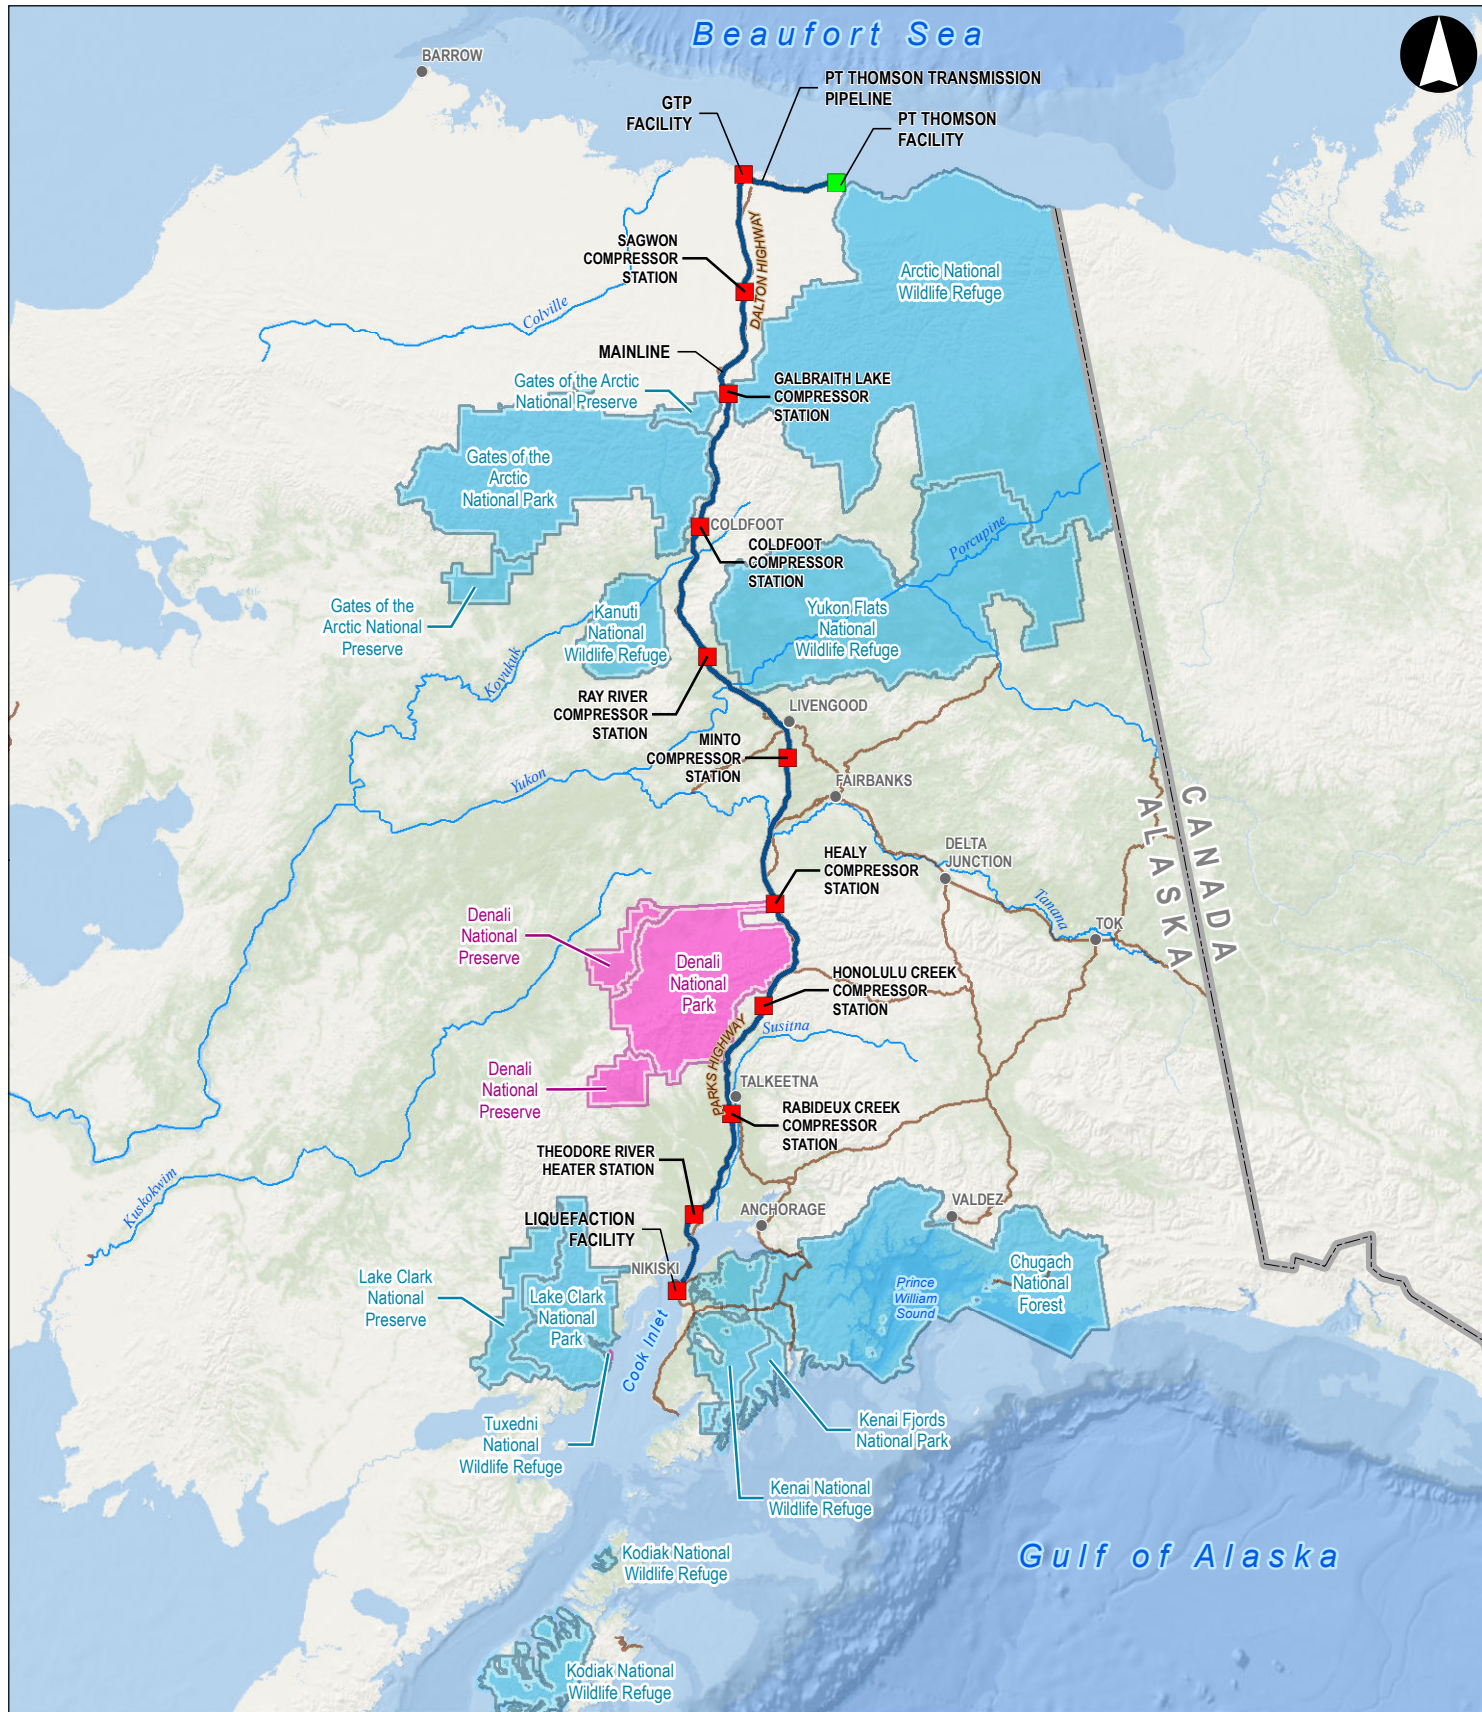 Beaufort Sea
BARROW
PT THOMSON TRANSMISSION
PIPELINE
GTP
FACILITY
PT THOMSON
FACILITY
DALTON HIGHWAY
SAGWON
COMPRESSOR
STATION
Arctic National
Wildlife Refuge
Colville
MAINLINE
Gates of the Arctic
National Preserve
GALBRAITH LAKE
COMPRESSOR
STATION
Gates of the
Arctic
National Park
COLDFOOT
COLDFOOT
COMPRESSOR
STATION
Porcupine
Gates of the
Arctic National
Preserve
Kanuti
National
Wildlife Refuge
Yukon Flats
National
Wildlife Refuge
Koyukuk
RAY RIVER
COMPRESSOR
STATION
LIVENGOOD
MINTO
COMPRESSOR
STATION
Yukon
FAIRBANKS
CANADA
ALASKA
HEALY
COMPRESSOR
STATION
DELTA
JUNCTION
Tanana
TOK
Denali
National
Preserve
Denali
National
Park
HONOLULU CREEK
COMPRESSOR
STATION
Susitna
PARKS HIGHWAY
Denali
National
Preserve
TALKEETNA
RABIDEUX CREEK
COMPRESSOR
STATION
THEODORE RIVER
HEATER STATION
Kuskokwim
LIQUEFACTION
FACILITY
ANCHORAGE
VALDEZ
NIKISKI
Lake Clark
National
Preserve
Lake Clark
National
Park
Prince
William
Sound
Chugach
National
Forest
Cook Inlet
Tuxedni
National
Wildlife Refuge
Kenai Fjords
National Park
Kenai National
Wildlife Refuge
Gulf of Alaska
Kodiak National
Wildlife Refuge
Kodiak National
Wildlife Refuge